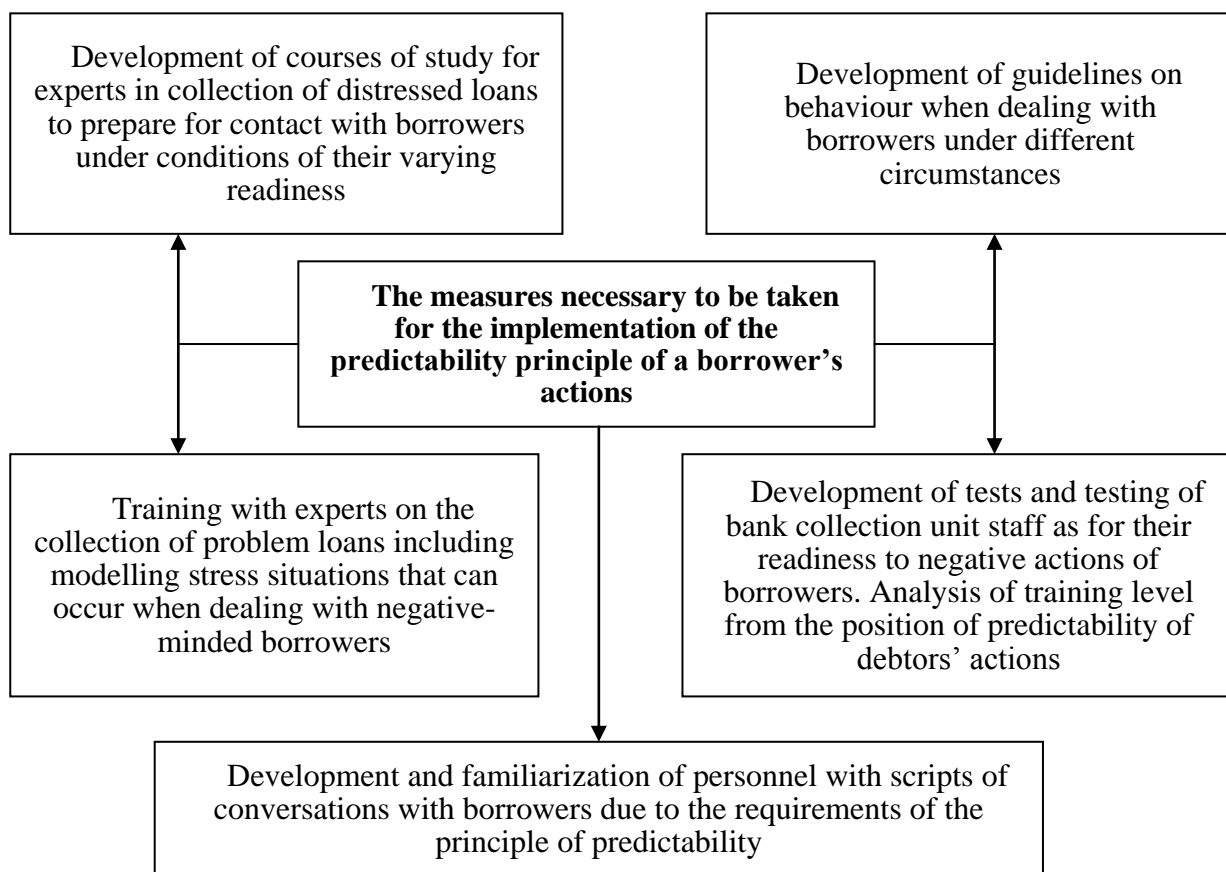 Development of courses of study for
experts in collection of distressed loans
to prepare for contact with borrowers
under conditions of their varying
readiness
Development of guidelines on
behaviour when dealing with
borrowers under different
circumstances
The measures necessary to be taken
for the implementation of the
predictability principle of a borrower’s
actions
Training with experts on the
collection of problem loans including
modelling stress situations that can
occur when dealing with negative-
minded borrowers
Development of tests and testing of
bank collection unit staff as for their
readiness to negative actions of
borrowers. Analysis of training level
from the position of predictability of
debtors’ actions
Development and familiarization of personnel with scripts of
conversations with borrowers due to the requirements of the
principle of predictability